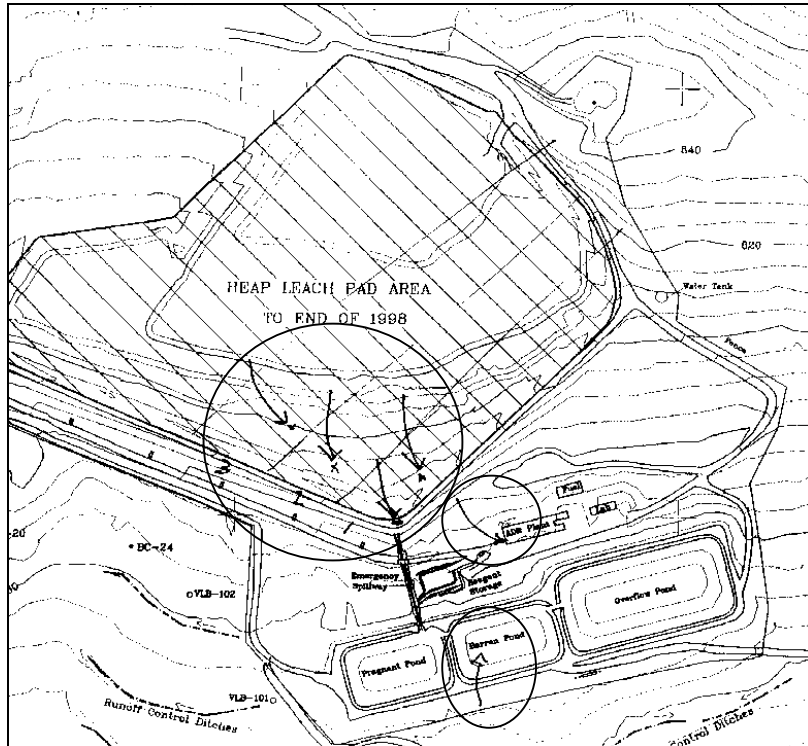 840
820
Water Tank
Fence
HEAP LEACH PAD AREA
TO END OF 1998
Fuel
Lab
ADR Plant
-20
BC-24
VLB-102
Emergency
Spillway
Reagent
Storage
Overflow Pond
Barren Pond
Pregnant Pond
VLB-101
Runoff Control Ditches
Control Ditches